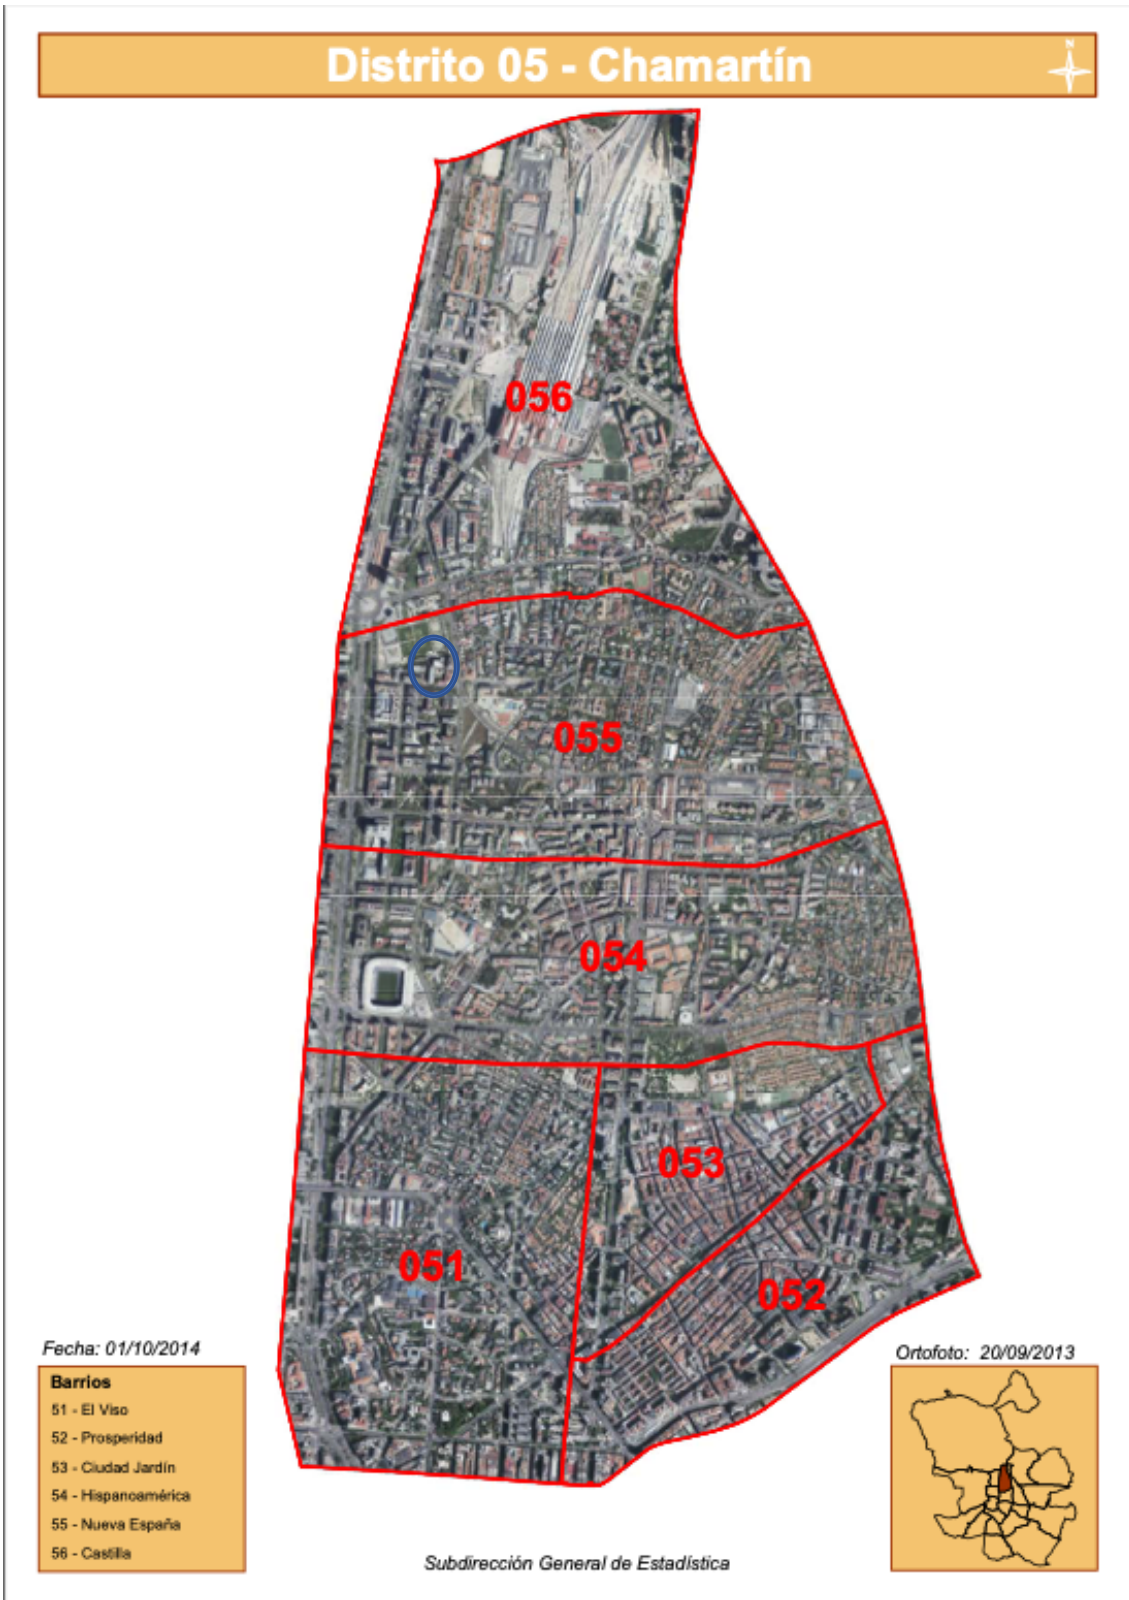 Distrito 05 - Chamartín
N
056
055
054
053
051
052
Fecha: 01/10/2014
Barrios
51 - El Viso
52 - Prosperidad
53 - Ciudad Jardín
54 - Hispanoamérica
55 - Nueva España
56 - Castilla
Ortofoto: 20/09/2013
Subdirección General de Estadística